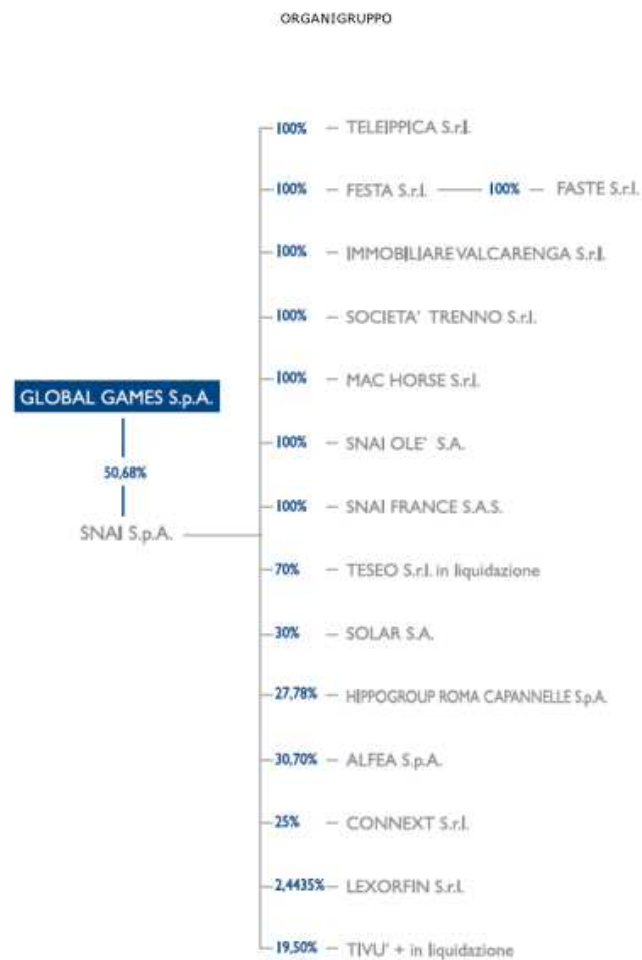 ORGANIGRUPPO
100% – TELEIPPICA S.r.l.
100% – FESTA S.r.l. — 100% – FASTE S.r.l.
100% – IMMOBILIARE VALCARENGA S.r.l.
100% – SOCIETA' TRENNO S.r.l.
100% – MAC HORSE S.r.l.
GLOBAL GAMES S.p.A.
100% – SNAI OLE' S.A.
50,68%
100% – SNAI FRANCE S.A.S.
SNAI S.p.A.
70% – TESEO S.r.l. in liquidazione
30% – SOLAR S.A.
27,78% – HIPPOGROUP ROMA CAPANNELLE S.p.A.
30,70% – ALFEA S.p.A.
25% – CONNEXT S.r.l.
2,4435% – LEXORFIN S.r.l.
19,50% – TIVU' + in liquidazione